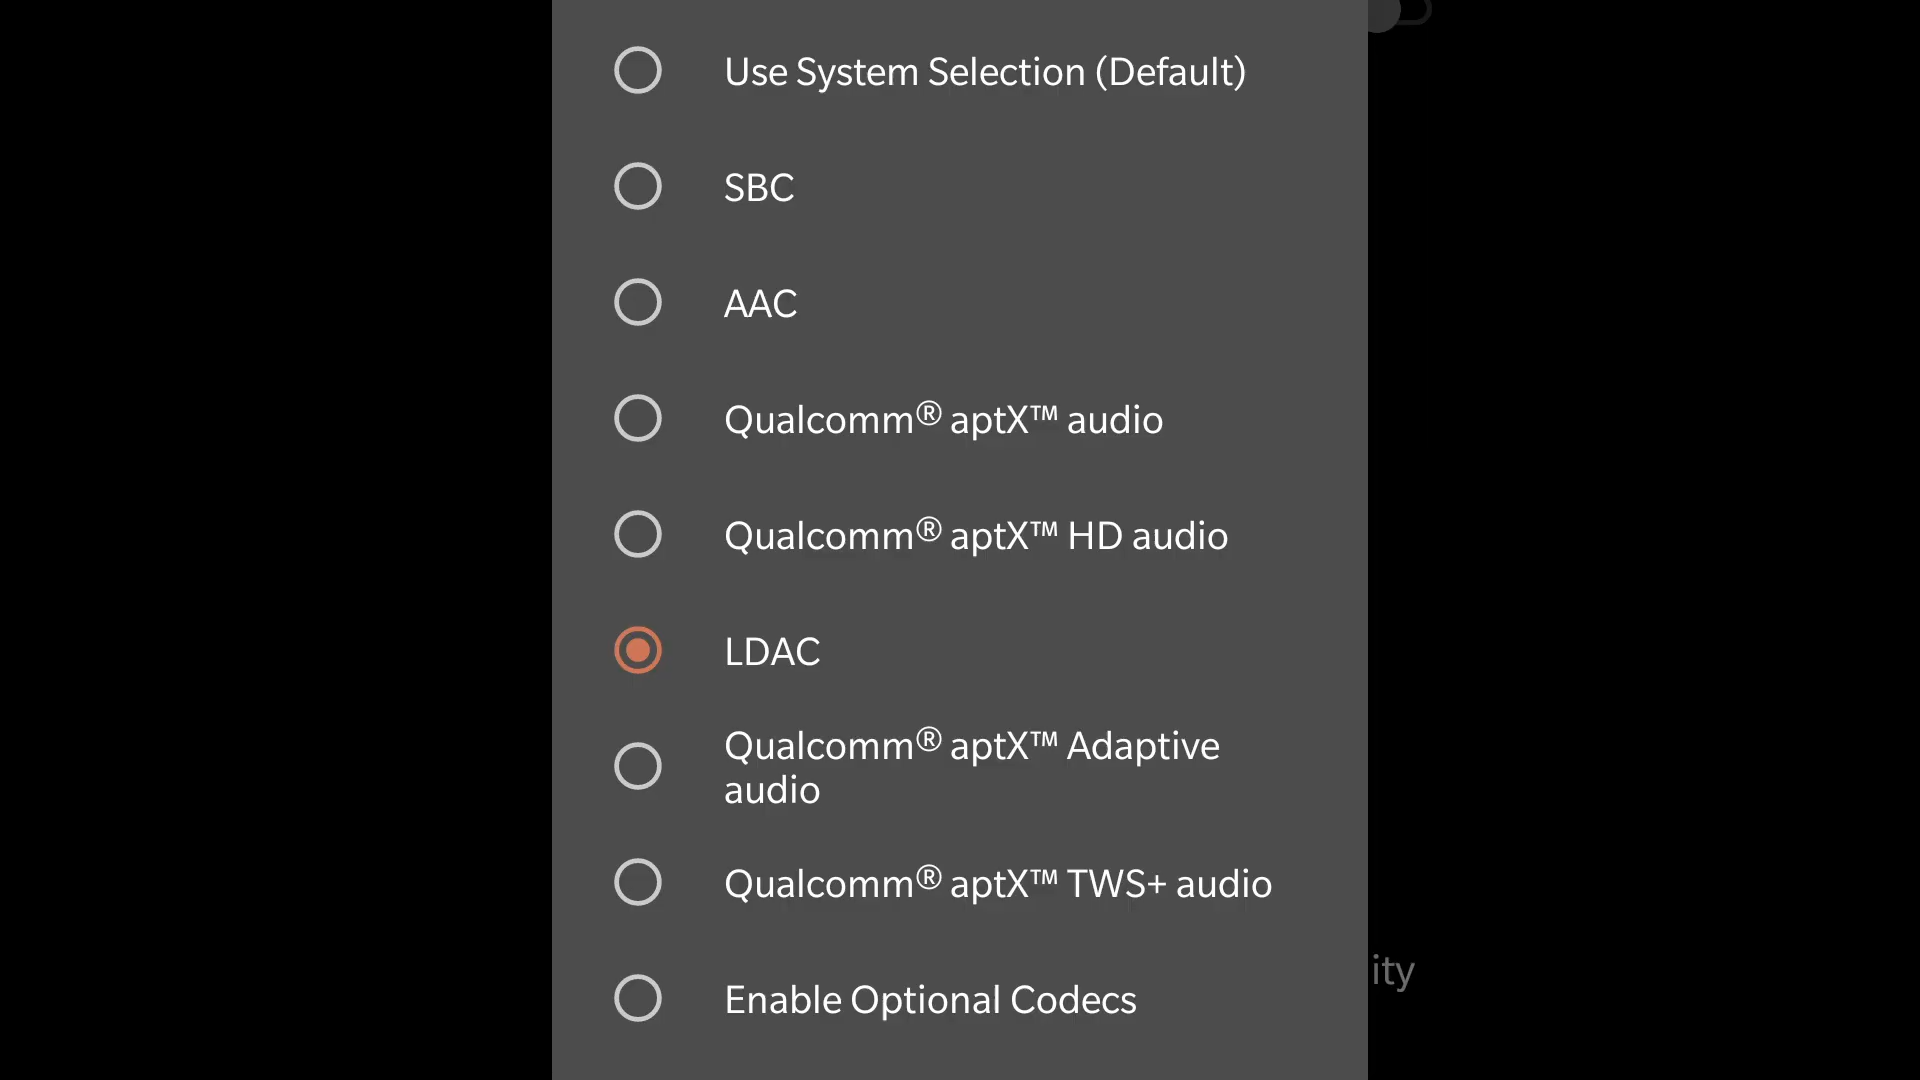 Use System Selection (Default)
SBC
AAC
Qualcomm® aptX™ audio
Qualcomm® aptX™ HD audio
LDAC
Qualcomm® aptX™ Adaptive
audio
Qualcomm® aptX™ TWS+ audio
ity
Enable Optional Codecs